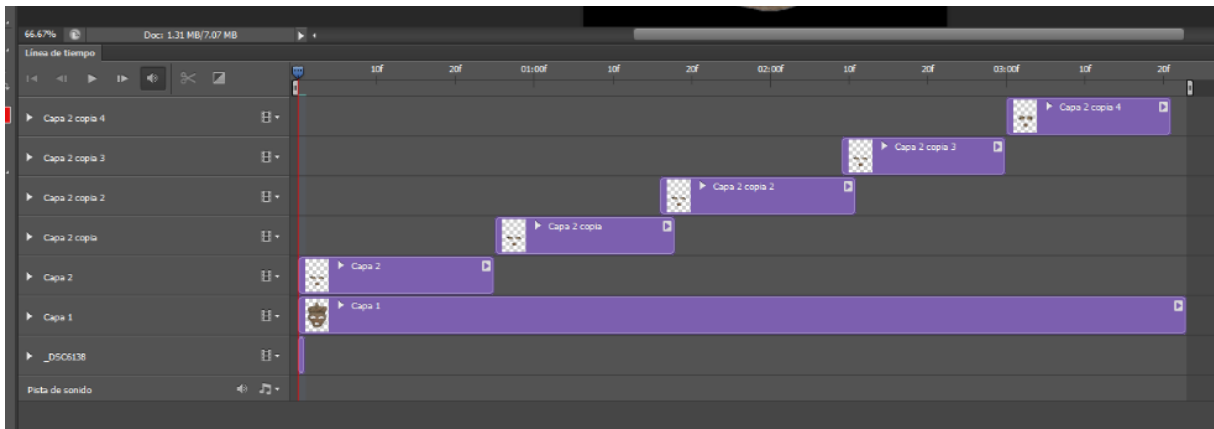 66.67% Doc: 1.31 MB/7.07 MB
Línea de tiempo
10f 20f 01:00f 10f 20f 02:00f 10f 20f 03:00f 10f 20f
Capa 2 copia 4 Capa 2 copia 4
Capa 2 copia 3 Capa 2 copia 3
Capa 2 copia 2 Capa 2 copia 2
Capa 2 copia Capa 2 copia
Capa 2 Capa 2
Capa 1 Capa 1
_DSC6138
Pista de sonido